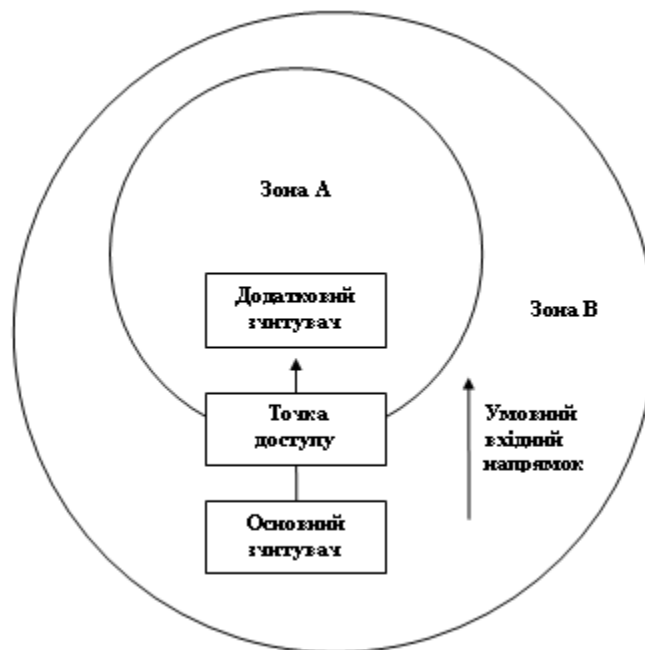 Зона А
Додатковий
зчитувач
Зона В
Точка
доступу
Умовний
вхідний
напрямок
Основний
зчитувач